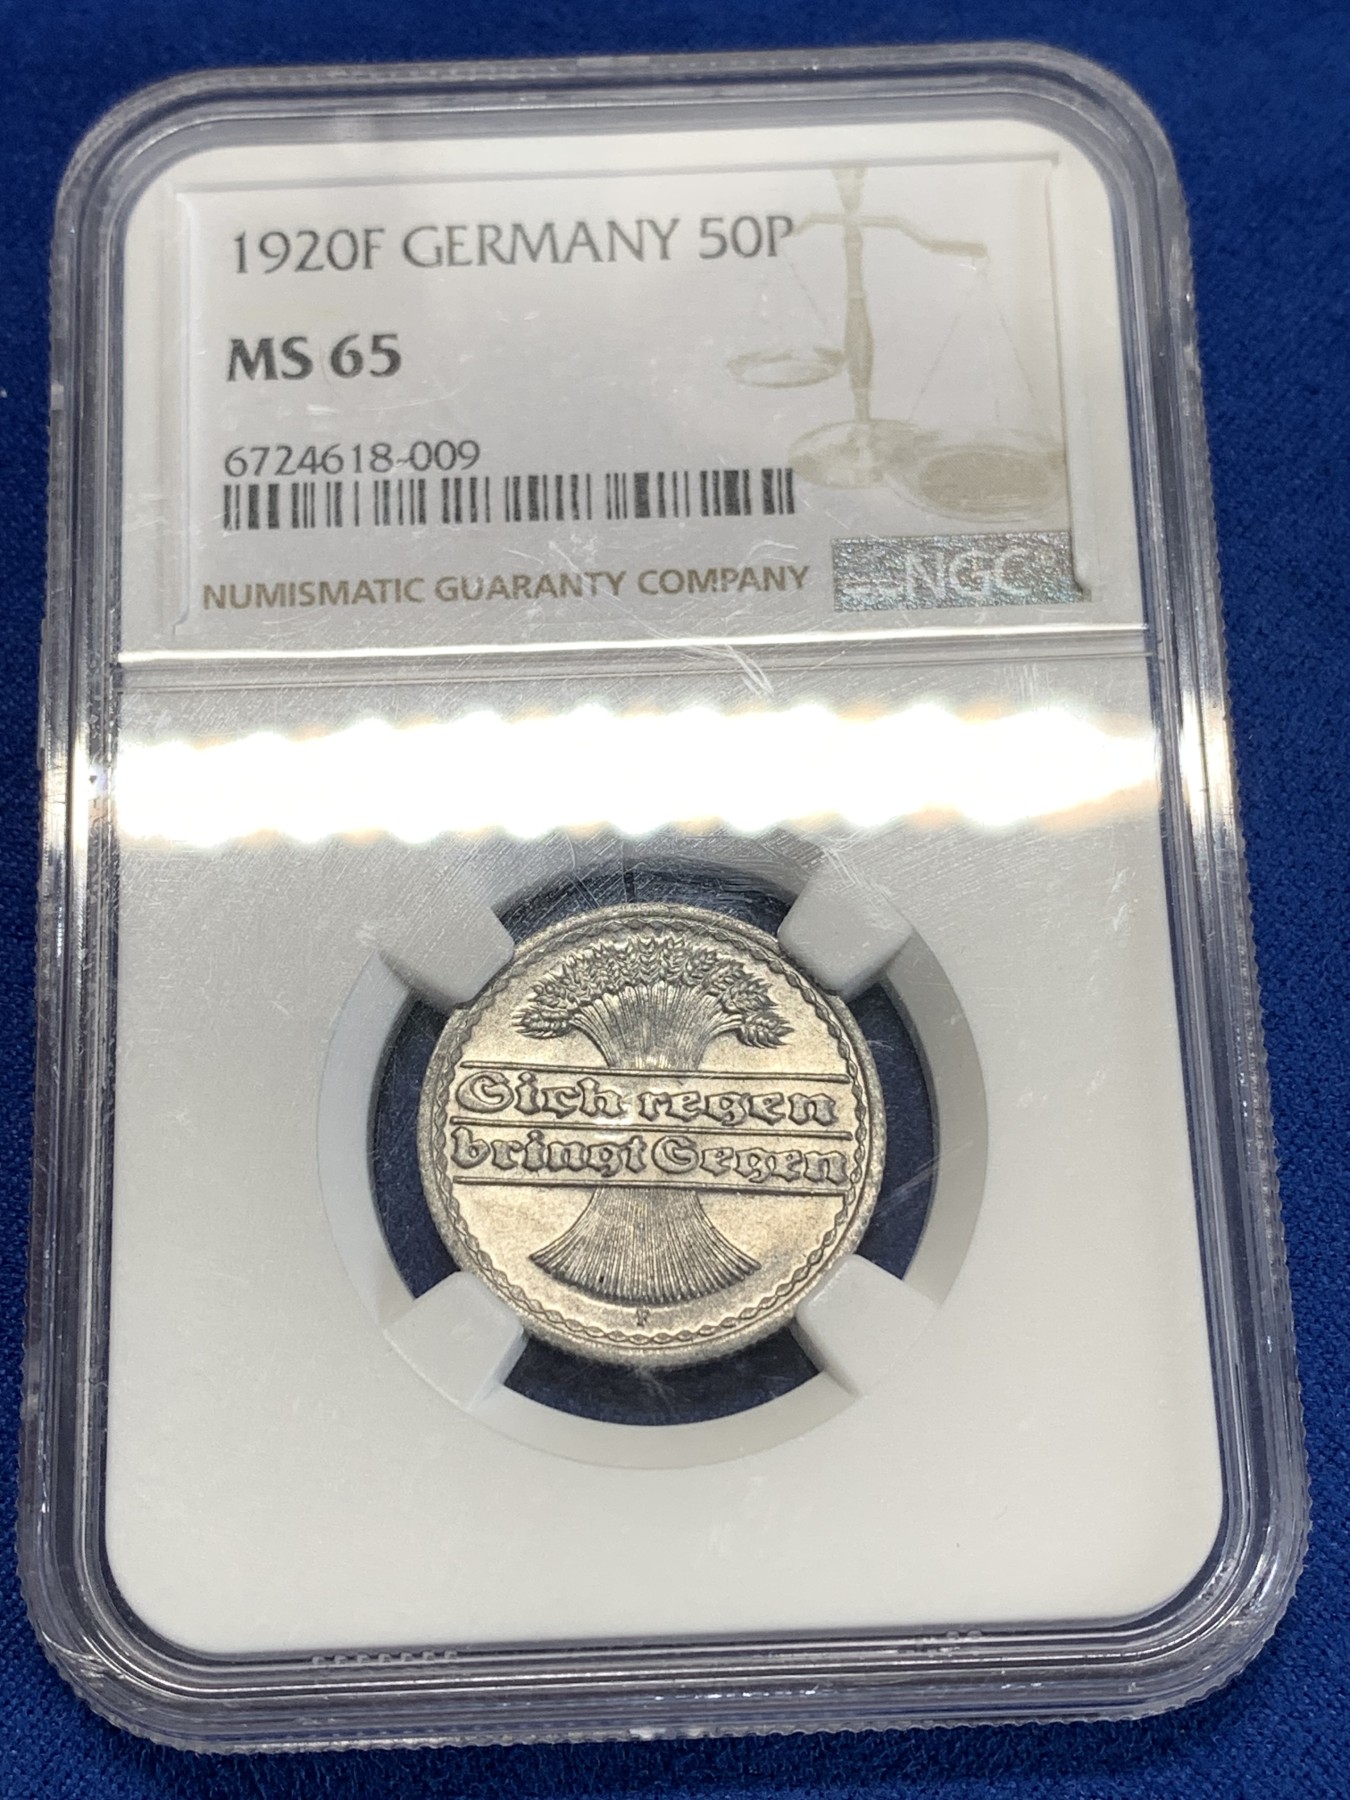 1920F GERMANY 50P
MS 65
6724618-009
NUMISMATIC GUARANTY COMPANY
NGC
Sich regen
bringt Segen
F